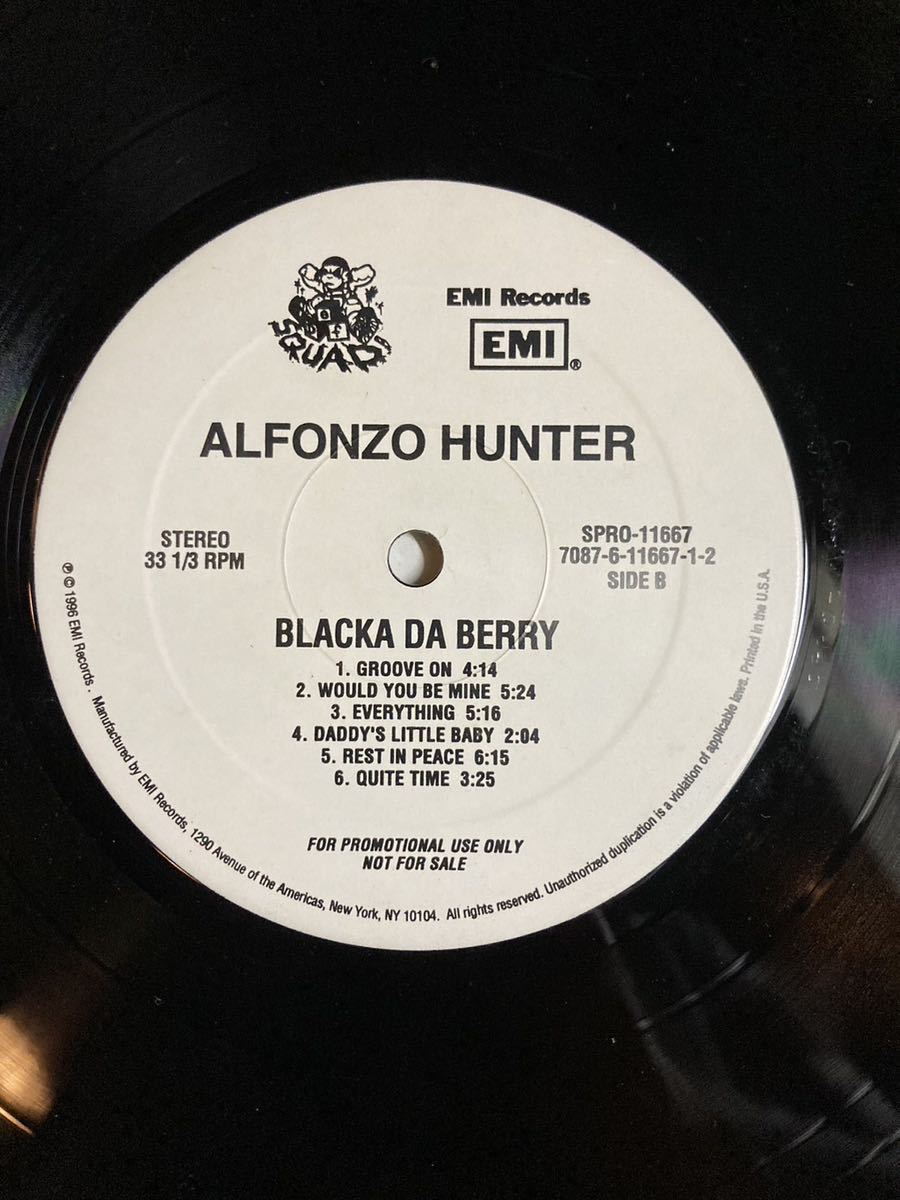 SQUAD
EMI Records
EMI
®
ALFONZO HUNTER
STEREO
33 1/3 RPM
SPRO-11667
7087-6-11667-1-2
SIDE B
BLACKA DA BERRY
1. GROOVE ON 4:14
2. WOULD YOU BE MINE 5:24
3. EVERYTHING 5:16
4. DADDY'S LITTLE BABY 2:04
5. REST IN PEACE 6:15
6. QUITE TIME 3:25
FOR PROMOTIONAL USE ONLY
NOT FOR SALE
℗ © 1996 EMI Records. Manufactured by EMI Records, 1290 Avenue of the Americas, New York, NY 10104. All rights reserved. Unauthorized duplication is a violation of applicable laws. Printed in the U.S.A.